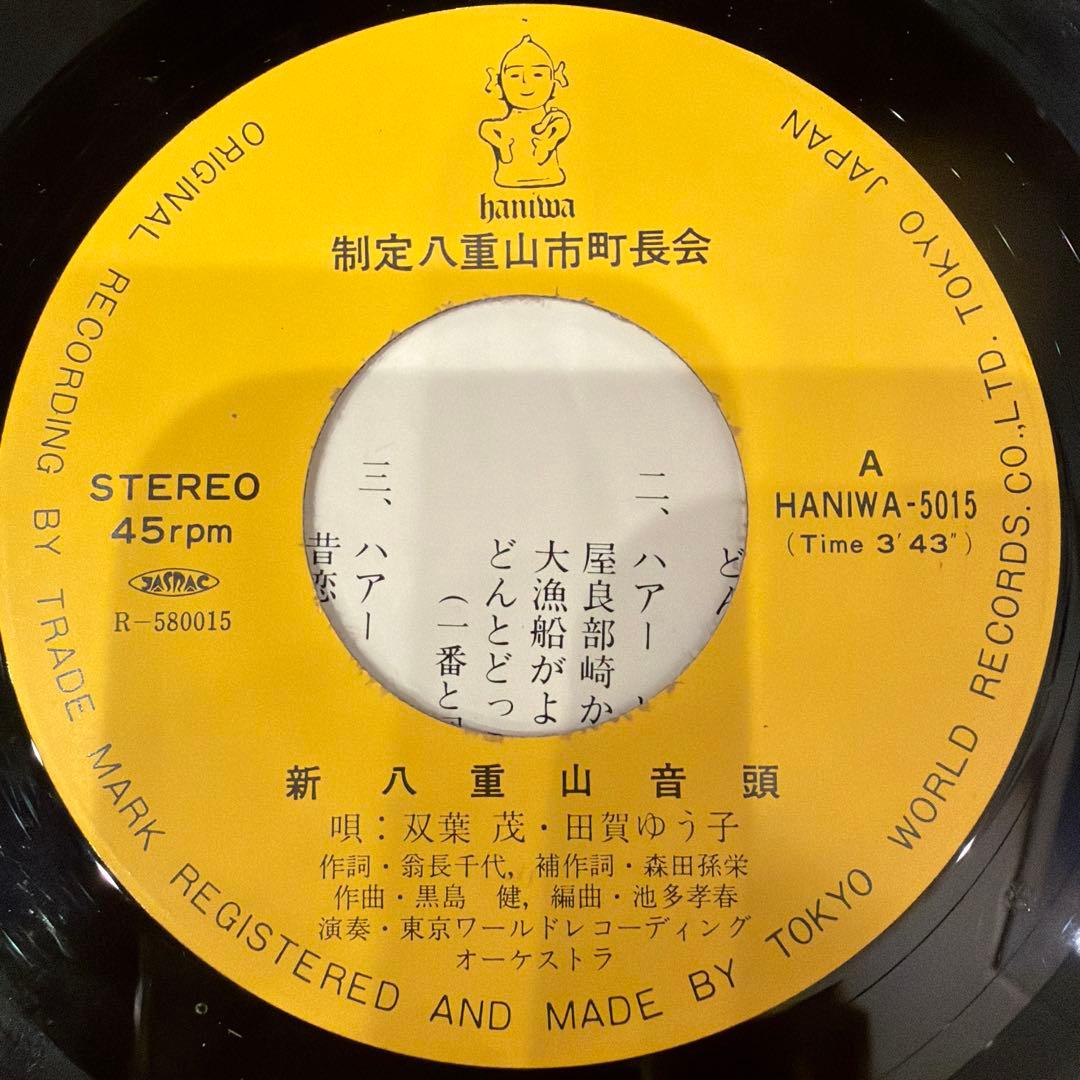 haniwa
制定八重山市町長会
STEREO
45rpm
JASRAC
R-580015
A
HANIWA-5015
(Time 3'43")
どん
二、ハアー
屋良部崎か
大漁船がよ
どんとどっ
(一番と
三、ハアー
昔恋
新八重山音頭
唄:双葉 茂・田賀ゆう子
作詞・翁長千代, 補作詞・森田孫栄
作曲・黒島 健, 編曲・池多孝春
演奏・東京ワールドレコーディング
オーケストラ
ORIGINAL RECORDING BY TRADE MARK REGISTERED AND MADE BY TOKYO WORLD RECORDS.CO.,LTD. TOKYO JAPAN